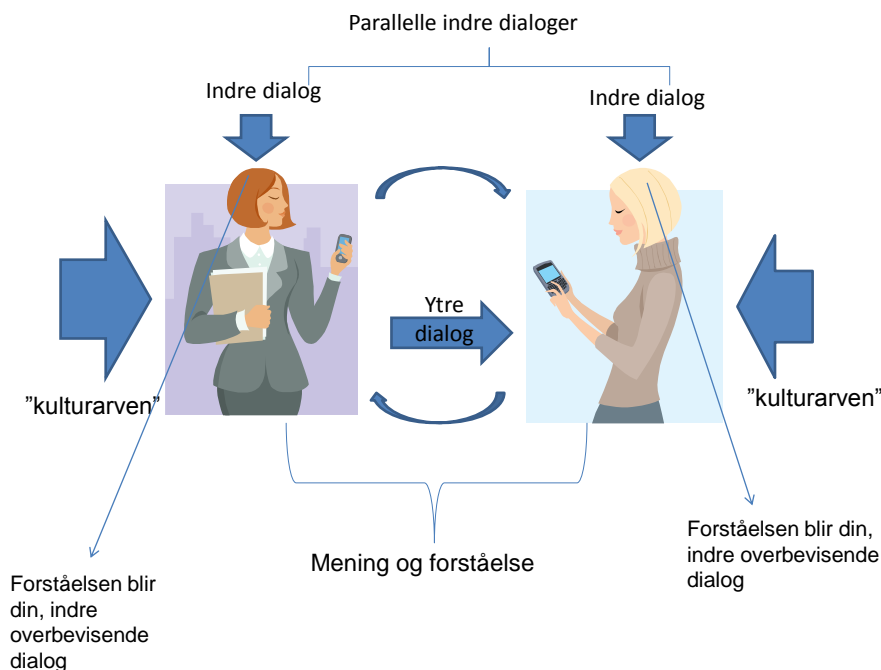 Parallelle indre dialoger
Indre dialog
Indre dialog
Ytre
dialog
”kulturarven”
”kulturarven”
Mening og forståelse
Forståelsen blir din,
indre overbevisende
dialog
Forståelsen blir
din, indre
overbevisende
dialog